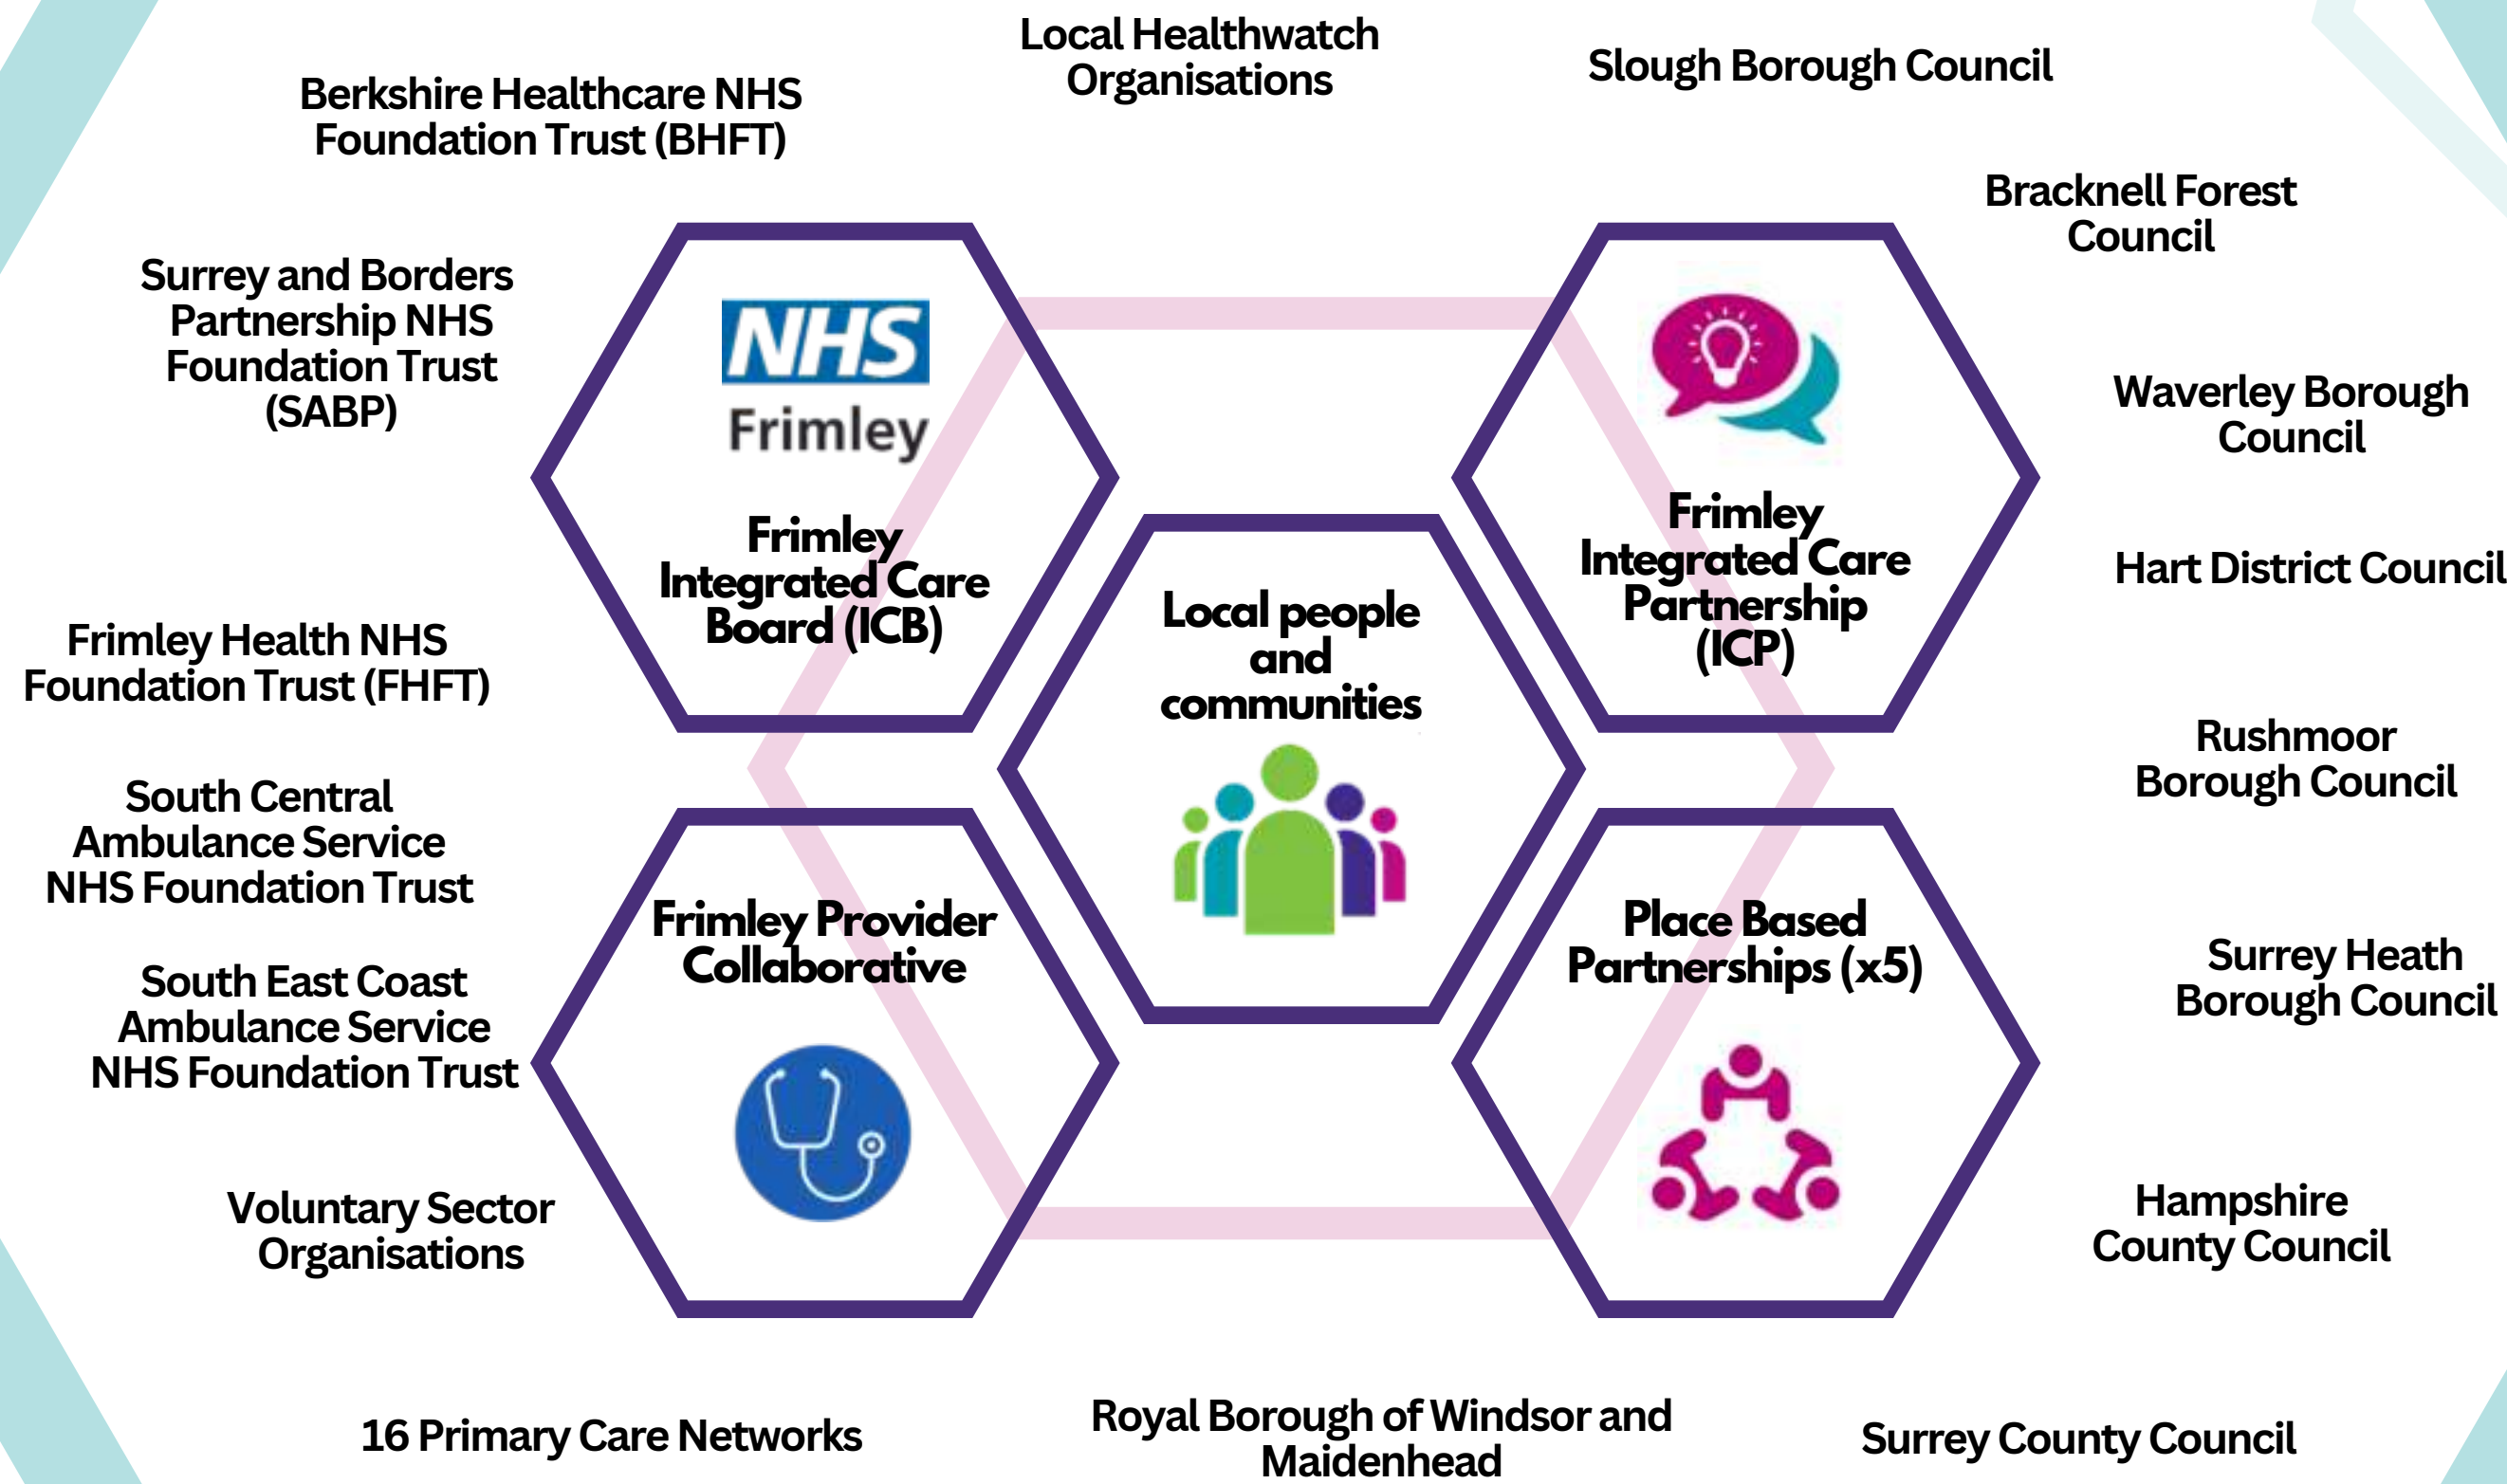 Local Healthwatch
Organisations
Slough Borough Council
Berkshire Healthcare NHS
Foundation Trust (BHFT)
Bracknell Forest
Council
Surrey and Borders
Partnership NHS
Foundation Trust
(SABP)
NHS
Frimley
Frimley
Integrated Care
Board (ICB)
Frimley
Integrated Care
Partnership
(ICP)
Waverley Borough
Council
Hart District Council
Local people
and
communities
Frimley Health NHS
Foundation Trust (FHFT)
Rushmoor
Borough Council
South Central
Ambulance Service
NHS Foundation Trust
Frimley Provider
Collaborative
Place Based
Partnerships (x5)
Surrey Heath
Borough Council
South East Coast
Ambulance Service
NHS Foundation Trust
Voluntary Sector
Organisations
Hampshire
County Council
16 Primary Care Networks
Royal Borough of Windsor and
Maidenhead
Surrey County Council